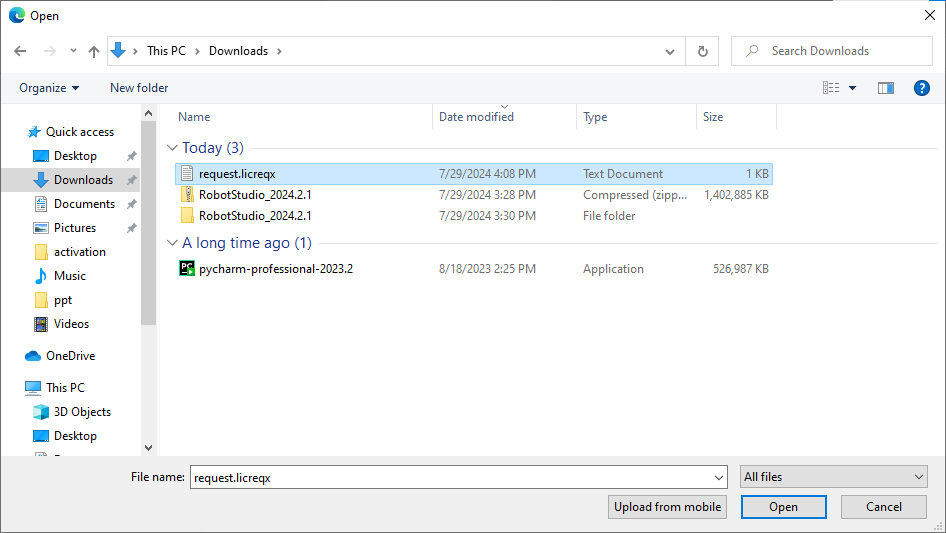 Open
This PC > Downloads >
Search Downloads
Organize
New folder
Name
Date modified
Type
Size
Quick access
Desktop
Downloads
Documents
Pictures
activation
Music
ppt
Videos
OneDrive
This PC
3D Objects
Desktop
Today (3)
request.licreqx 7/29/2024 4:08 PM Text Document 1 KB
RobotStudio_2024.2.1 7/29/2024 3:28 PM Compressed (zipp... 1,402,885 KB
RobotStudio_2024.2.1 7/29/2024 3:30 PM File folder
A long time ago (1)
pycharm-professional-2023.2 8/18/2023 2:25 PM Application 526,987 KB
File name: request.licreqx All files
Upload from mobile Open Cancel